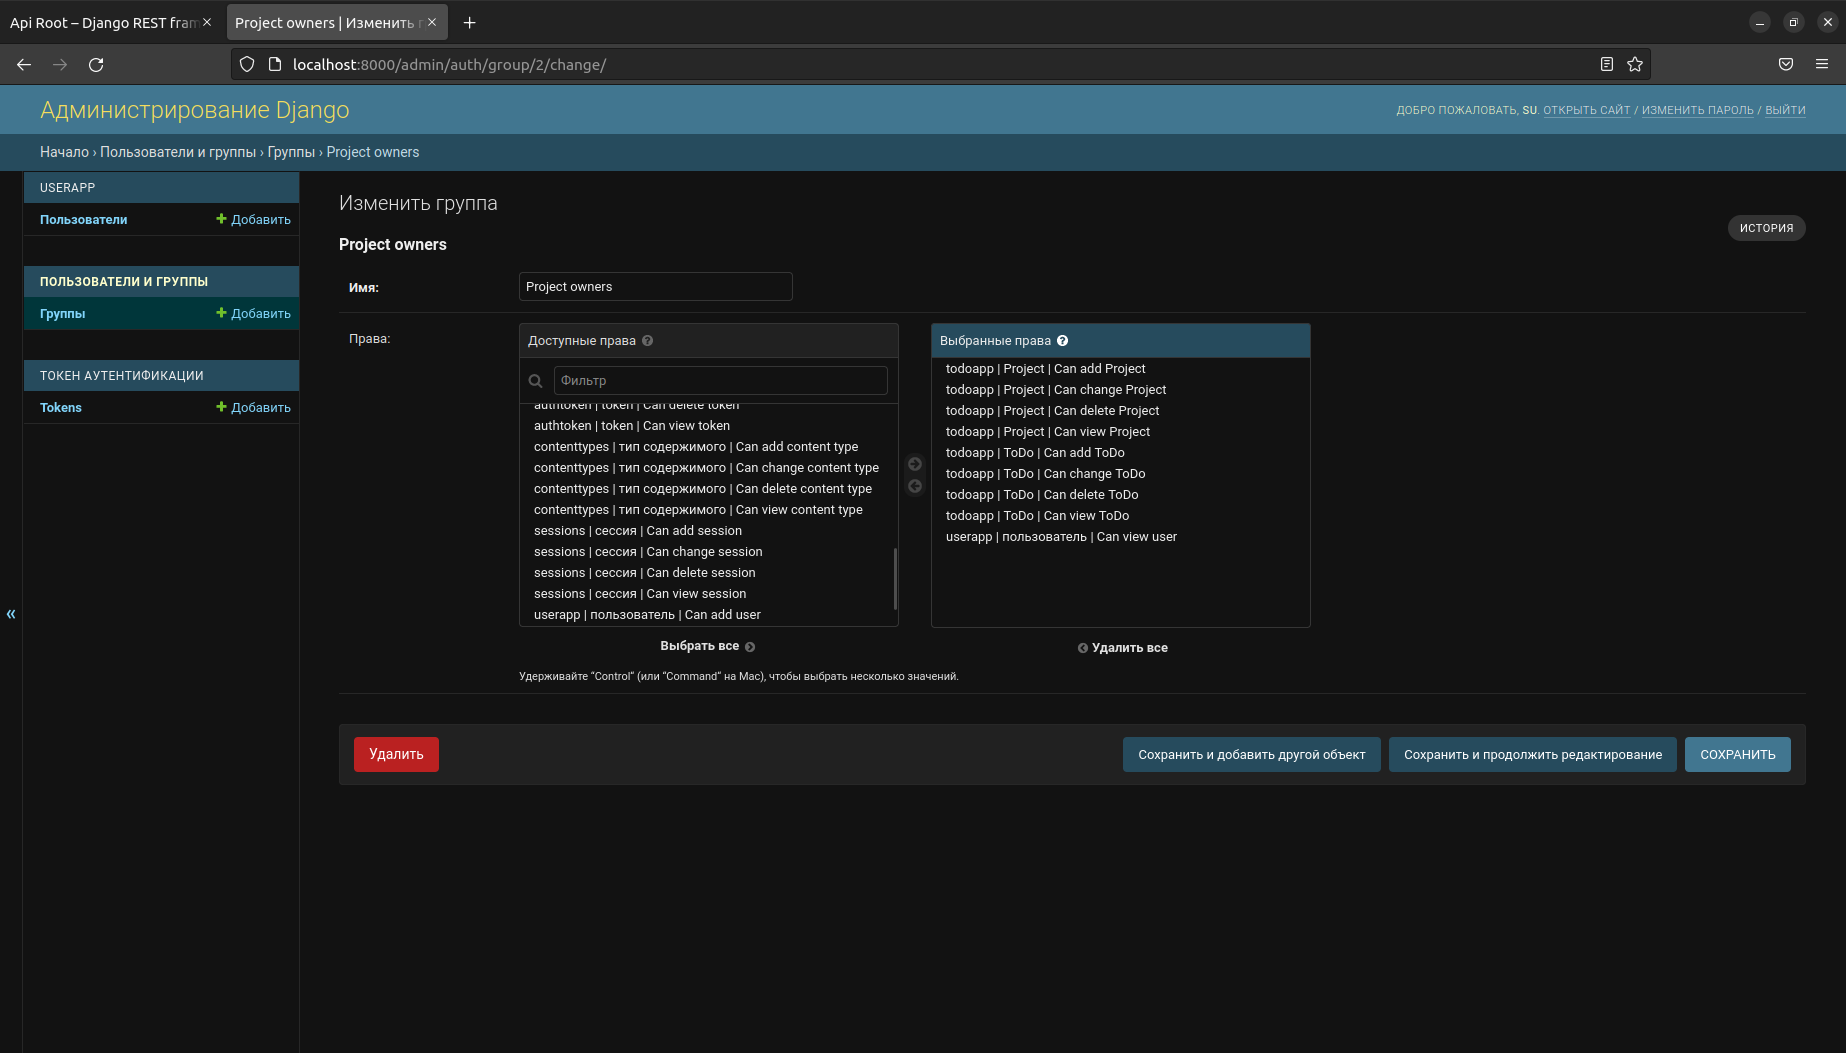 Api Root – Django REST fram
Project owners | Изменить г
localhost:8000/admin/auth/group/2/change/
Администрирование Django
ДОБРО ПОЖАЛОВАТЬ, SU. ОТКРЫТЬ САЙТ / ИЗМЕНИТЬ ПАРОЛЬ / ВЫЙТИ
Начало › Пользователи и группы › Группы › Project owners
USERAPP
Пользователи Добавить
ПОЛЬЗОВАТЕЛИ И ГРУППЫ
Группы Добавить
ТОКЕН АУТЕНТИФИКАЦИИ
Tokens Добавить
«
Изменить группа
ИСТОРИЯ
Project owners
Имя: Project owners
Права:
Доступные права
Фильтр
authtoken | token | Can delete token
authtoken | token | Can view token
contenttypes | тип содержимого | Can add content type
contenttypes | тип содержимого | Can change content type
contenttypes | тип содержимого | Can delete content type
contenttypes | тип содержимого | Can view content type
sessions | сессия | Can add session
sessions | сессия | Can change session
sessions | сессия | Can delete session
sessions | сессия | Can view session
userapp | пользователь | Can add user
Выбрать все
Выбранные права
todoapp | Project | Can add Project
todoapp | Project | Can change Project
todoapp | Project | Can delete Project
todoapp | Project | Can view Project
todoapp | ToDo | Can add ToDo
todoapp | ToDo | Can change ToDo
todoapp | ToDo | Can delete ToDo
todoapp | ToDo | Can view ToDo
userapp | пользователь | Can view user
Удалить все
Удерживайте “Control“ (или “Command“ на Mac), чтобы выбрать несколько значений.
Удалить
Сохранить и добавить другой объект
Сохранить и продолжить редактирование
СОХРАНИТЬ